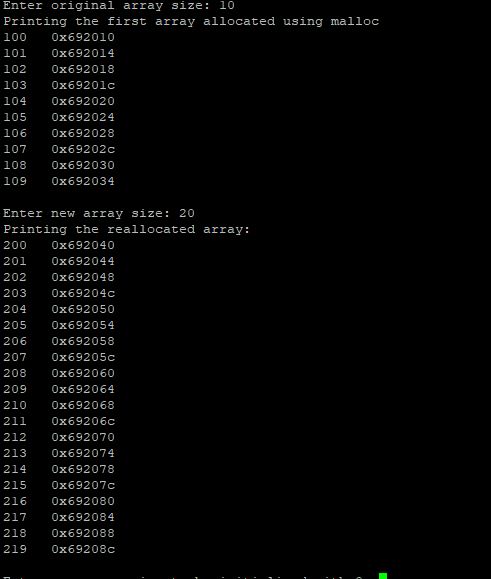 Enter original array size: 10
Printing the first array allocated using malloc
100 0x692010
101 0x692014
102 0x692018
103 0x69201c
104 0x692020
105 0x692024
106 0x692028
107 0x69202c
108 0x692030
109 0x692034
Enter new array size: 20
Printing the reallocated array:
200 0x692040
201 0x692044
202 0x692048
203 0x69204c
204 0x692050
205 0x692054
206 0x692058
207 0x69205c
208 0x692060
209 0x692064
210 0x692068
211 0x69206c
212 0x692070
213 0x692074
214 0x692078
215 0x69207c
216 0x692080
217 0x692084
218 0x692088
219 0x69208c